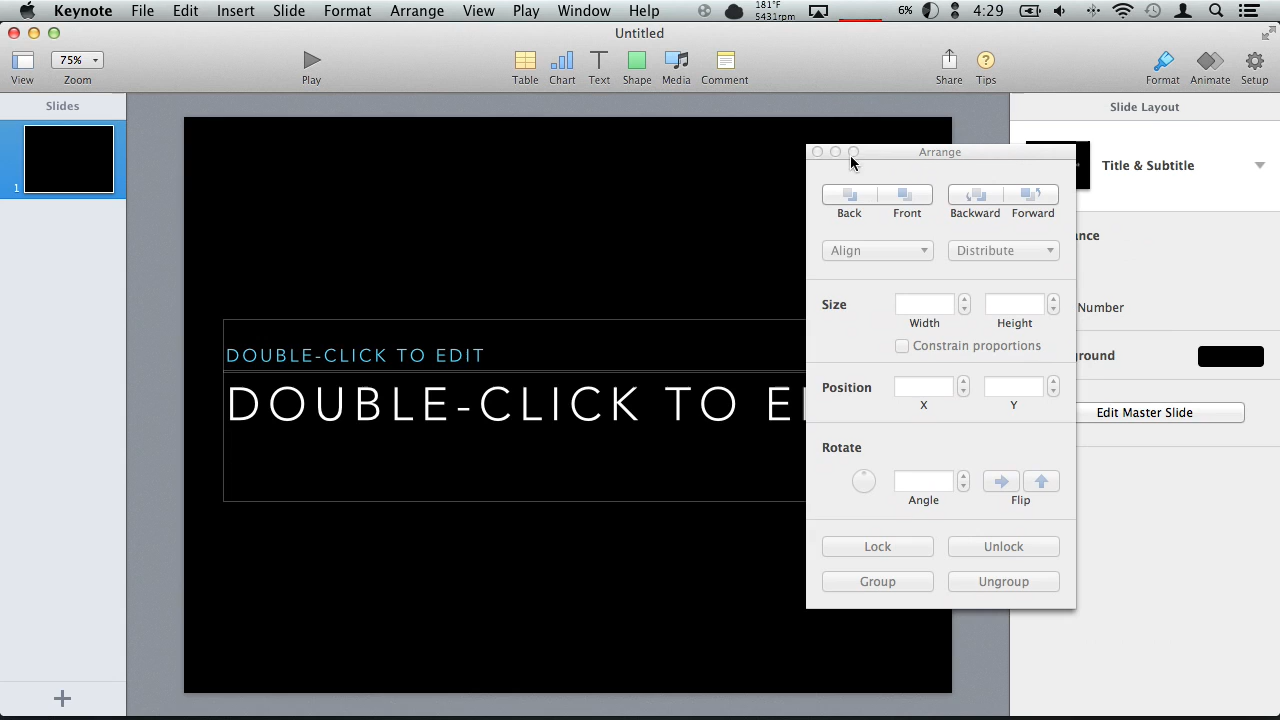 Keynote File Edit Insert Slide Format Arrange View Play Window Help 181°F 5431rpm 6% 4:29
Untitled
75%
View Zoom Play Table Chart Text Shape Media Comment Share Tips Format Animate Setup
Slides
Slide Layout
1
Arrange
Title & Subtitle
Back Front Backward Forward
ance
Align Distribute
Size
Width Height
Number
Constrain proportions
DOUBLE-CLICK TO EDIT
ground
Position
X Y
DOUBLE-CLICK TO E
Edit Master Slide
Rotate
Angle Flip
Lock Unlock
Group Ungroup